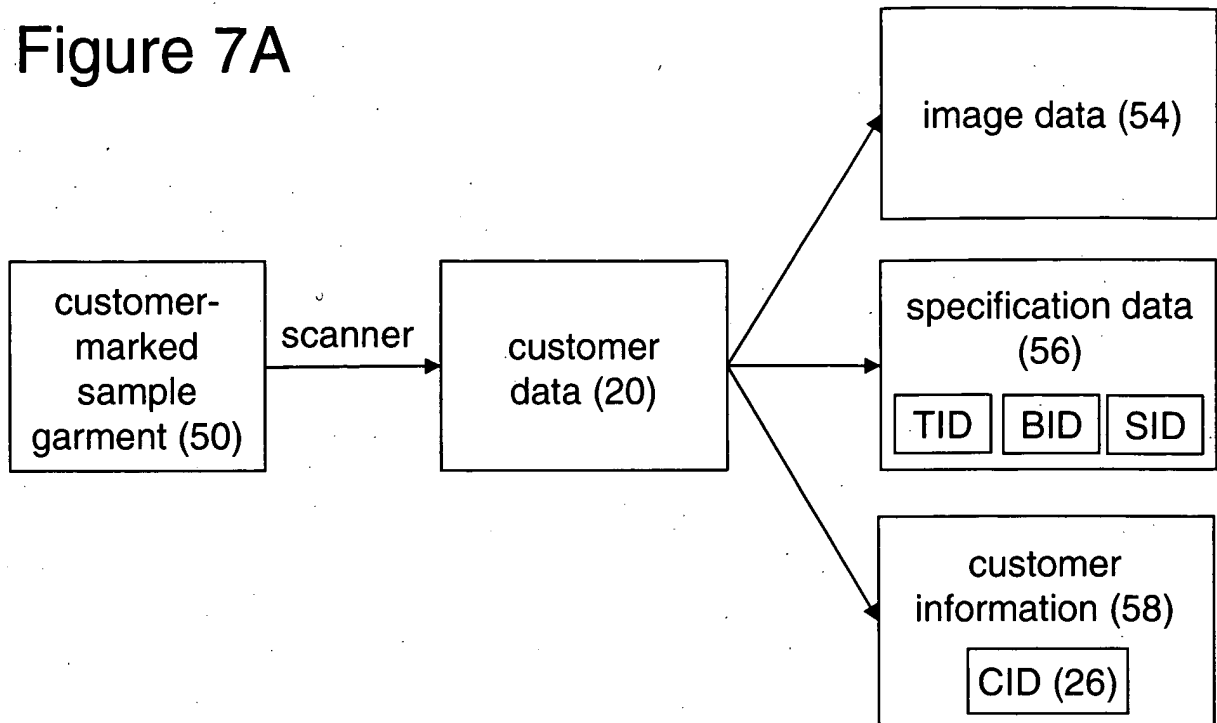 Figure 7A
image data (54)
customer-
marked
sample
garment (50)
scanner
customer
data (20)
specification data
(56)
TID BID SID
customer
information (58)
CID (26)